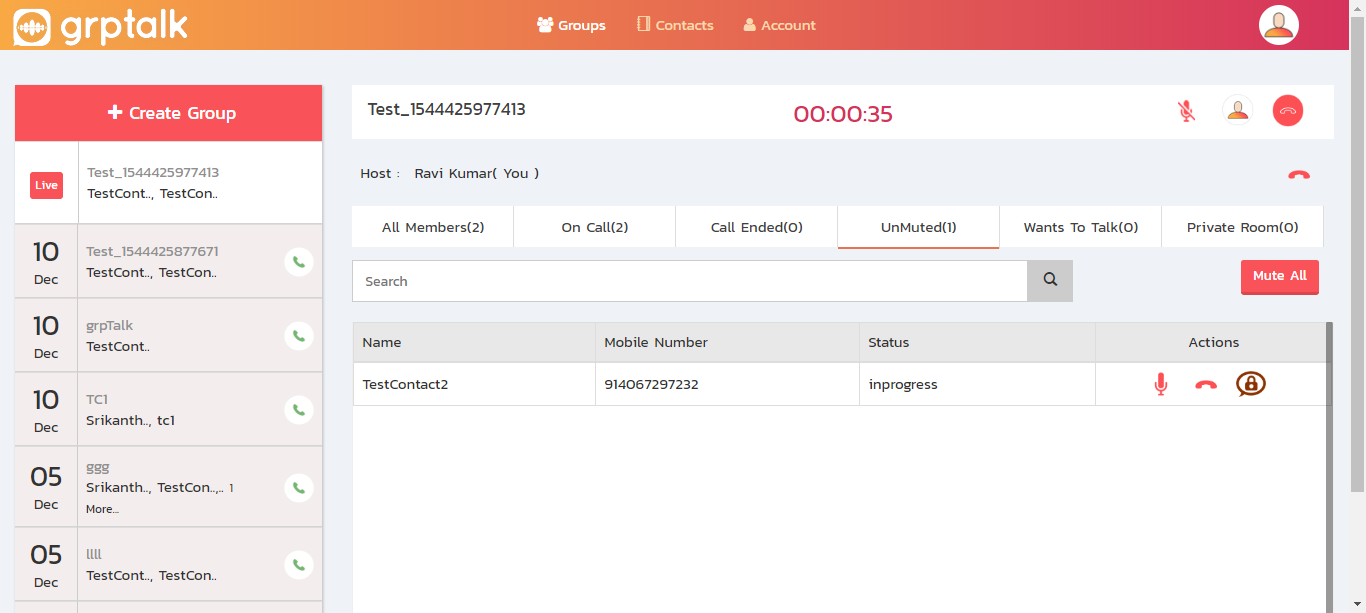 grptalk
Groups
Contacts
Account
Create Group
Live
Test_1544425977413
TestCont.., TestCon..
10
Dec
Test_1544425877671
TestCont.., TestCon..
10
Dec
grpTalk
TestCont..
10
Dec
TC1
Srikanth.., tc1
05
Dec
ggg
Srikanth.., TestCon..,.. 1
More...
05
Dec
llll
TestCont.., TestCon..
Test_1544425977413
00:00:35
Host : Ravi Kumar( You )
All Members(2)
On Call(2)
Call Ended(0)
UnMuted(1)
Wants To Talk(0)
Private Room(0)
Search
Mute All
Name
Mobile Number
Status
Actions
TestContact2
914067297232
inprogress